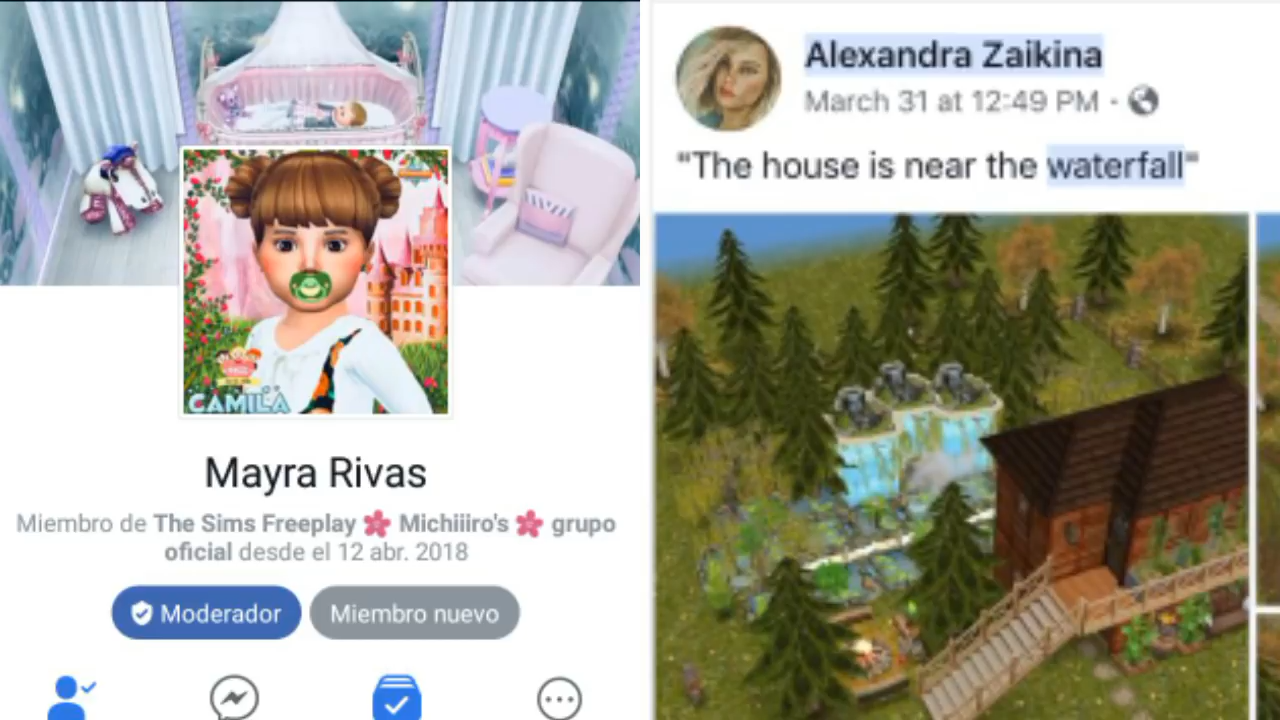 CAMILA
Mayra Rivas
Miembro de The Sims Freeplay 🌸 Michiiiro's 🌸 grupo
oficial desde el 12 abr. 2018
Moderador
Miembro nuevo
Alexandra Zaikina
March 31 at 12:49 PM ·
"The house is near the waterfall"